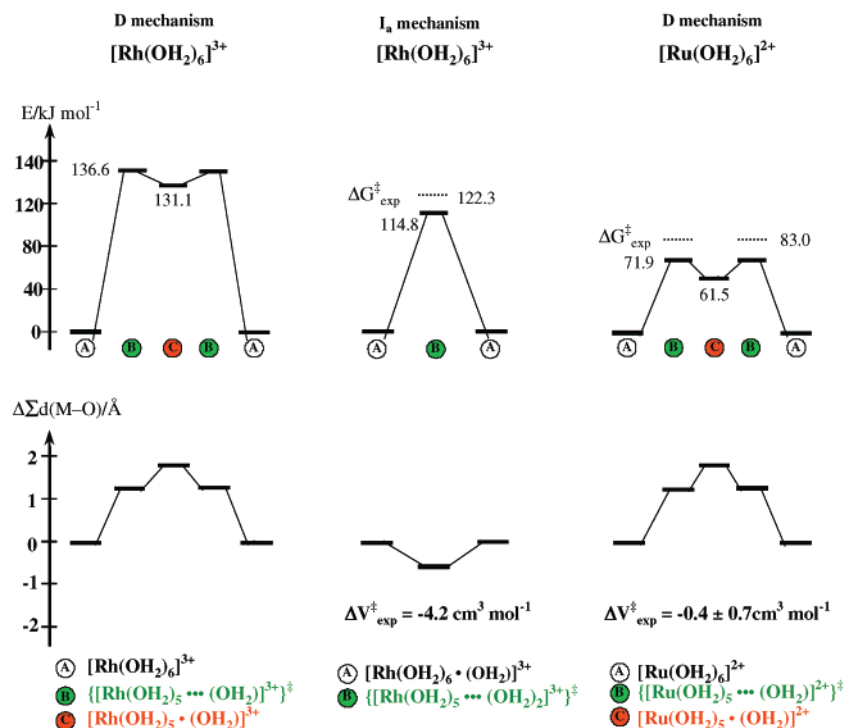 D mechanism
[Rh(OH₂)₆]³⁺
Iₐ mechanism
[Rh(OH₂)₆]³⁺
D mechanism
[Ru(OH₂)₆]²⁺
E/kJ mol⁻¹
140
120
80
40
0
136.6
131.1
A
B
C
B
A
ΔG‡exp
122.3
114.8
A
B
A
ΔG‡exp
83.0
71.9
61.5
A
B
C
B
A
ΔΣd(M–O)/Å
2
1
0
-1
-2
ΔV‡exp = -4.2 cm³ mol⁻¹
ΔV‡exp = -0.4 ± 0.7cm³ mol⁻¹
A [Rh(OH₂)₆]³⁺
B {[Rh(OH₂)₅ ••• (OH₂)]³⁺}‡
C [Rh(OH₂)₅ • (OH₂)]³⁺
A [Rh(OH₂)₆ • (OH₂)]³⁺
B {[Rh(OH₂)₅ ••• (OH₂)₂]³⁺}‡
A [Ru(OH₂)₆]²⁺
B {[Ru(OH₂)₅ ••• (OH₂)]²⁺}‡
C [Ru(OH₂)₅ • (OH₂)]²⁺